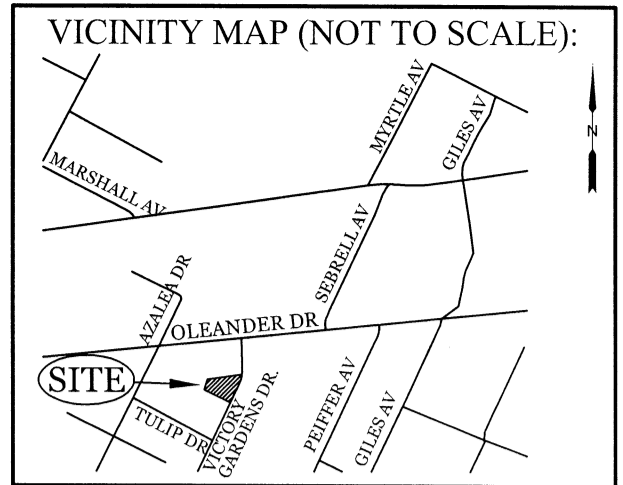 VICINITY MAP (NOT TO SCALE):
MYRTLE AV
GILES AV
N
MARSHALL AV
SEBRELL AV
AZALEA DR
OLEANDER DR
SITE
TULIP DR
VICTORY
GARDENS DR.
PEIFFER AV
GILES AV